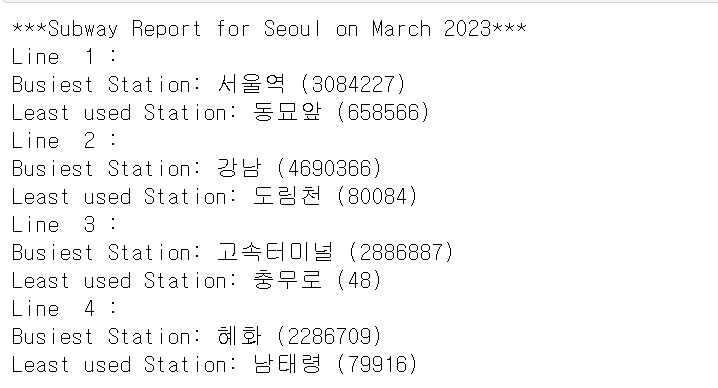 ***Subway Report for Seoul on March 2023***
Line  1 :
Busiest Station: 서울역 (3084227)
Least used Station: 동묘앞 (658566)
Line  2 :
Busiest Station: 강남 (4690366)
Least used Station: 도림천 (80084)
Line  3 :
Busiest Station: 고속터미널 (2886887)
Least used Station: 충무로 (48)
Line  4 :
Busiest Station: 혜화 (2286709)
Least used Station: 남태령 (79916)